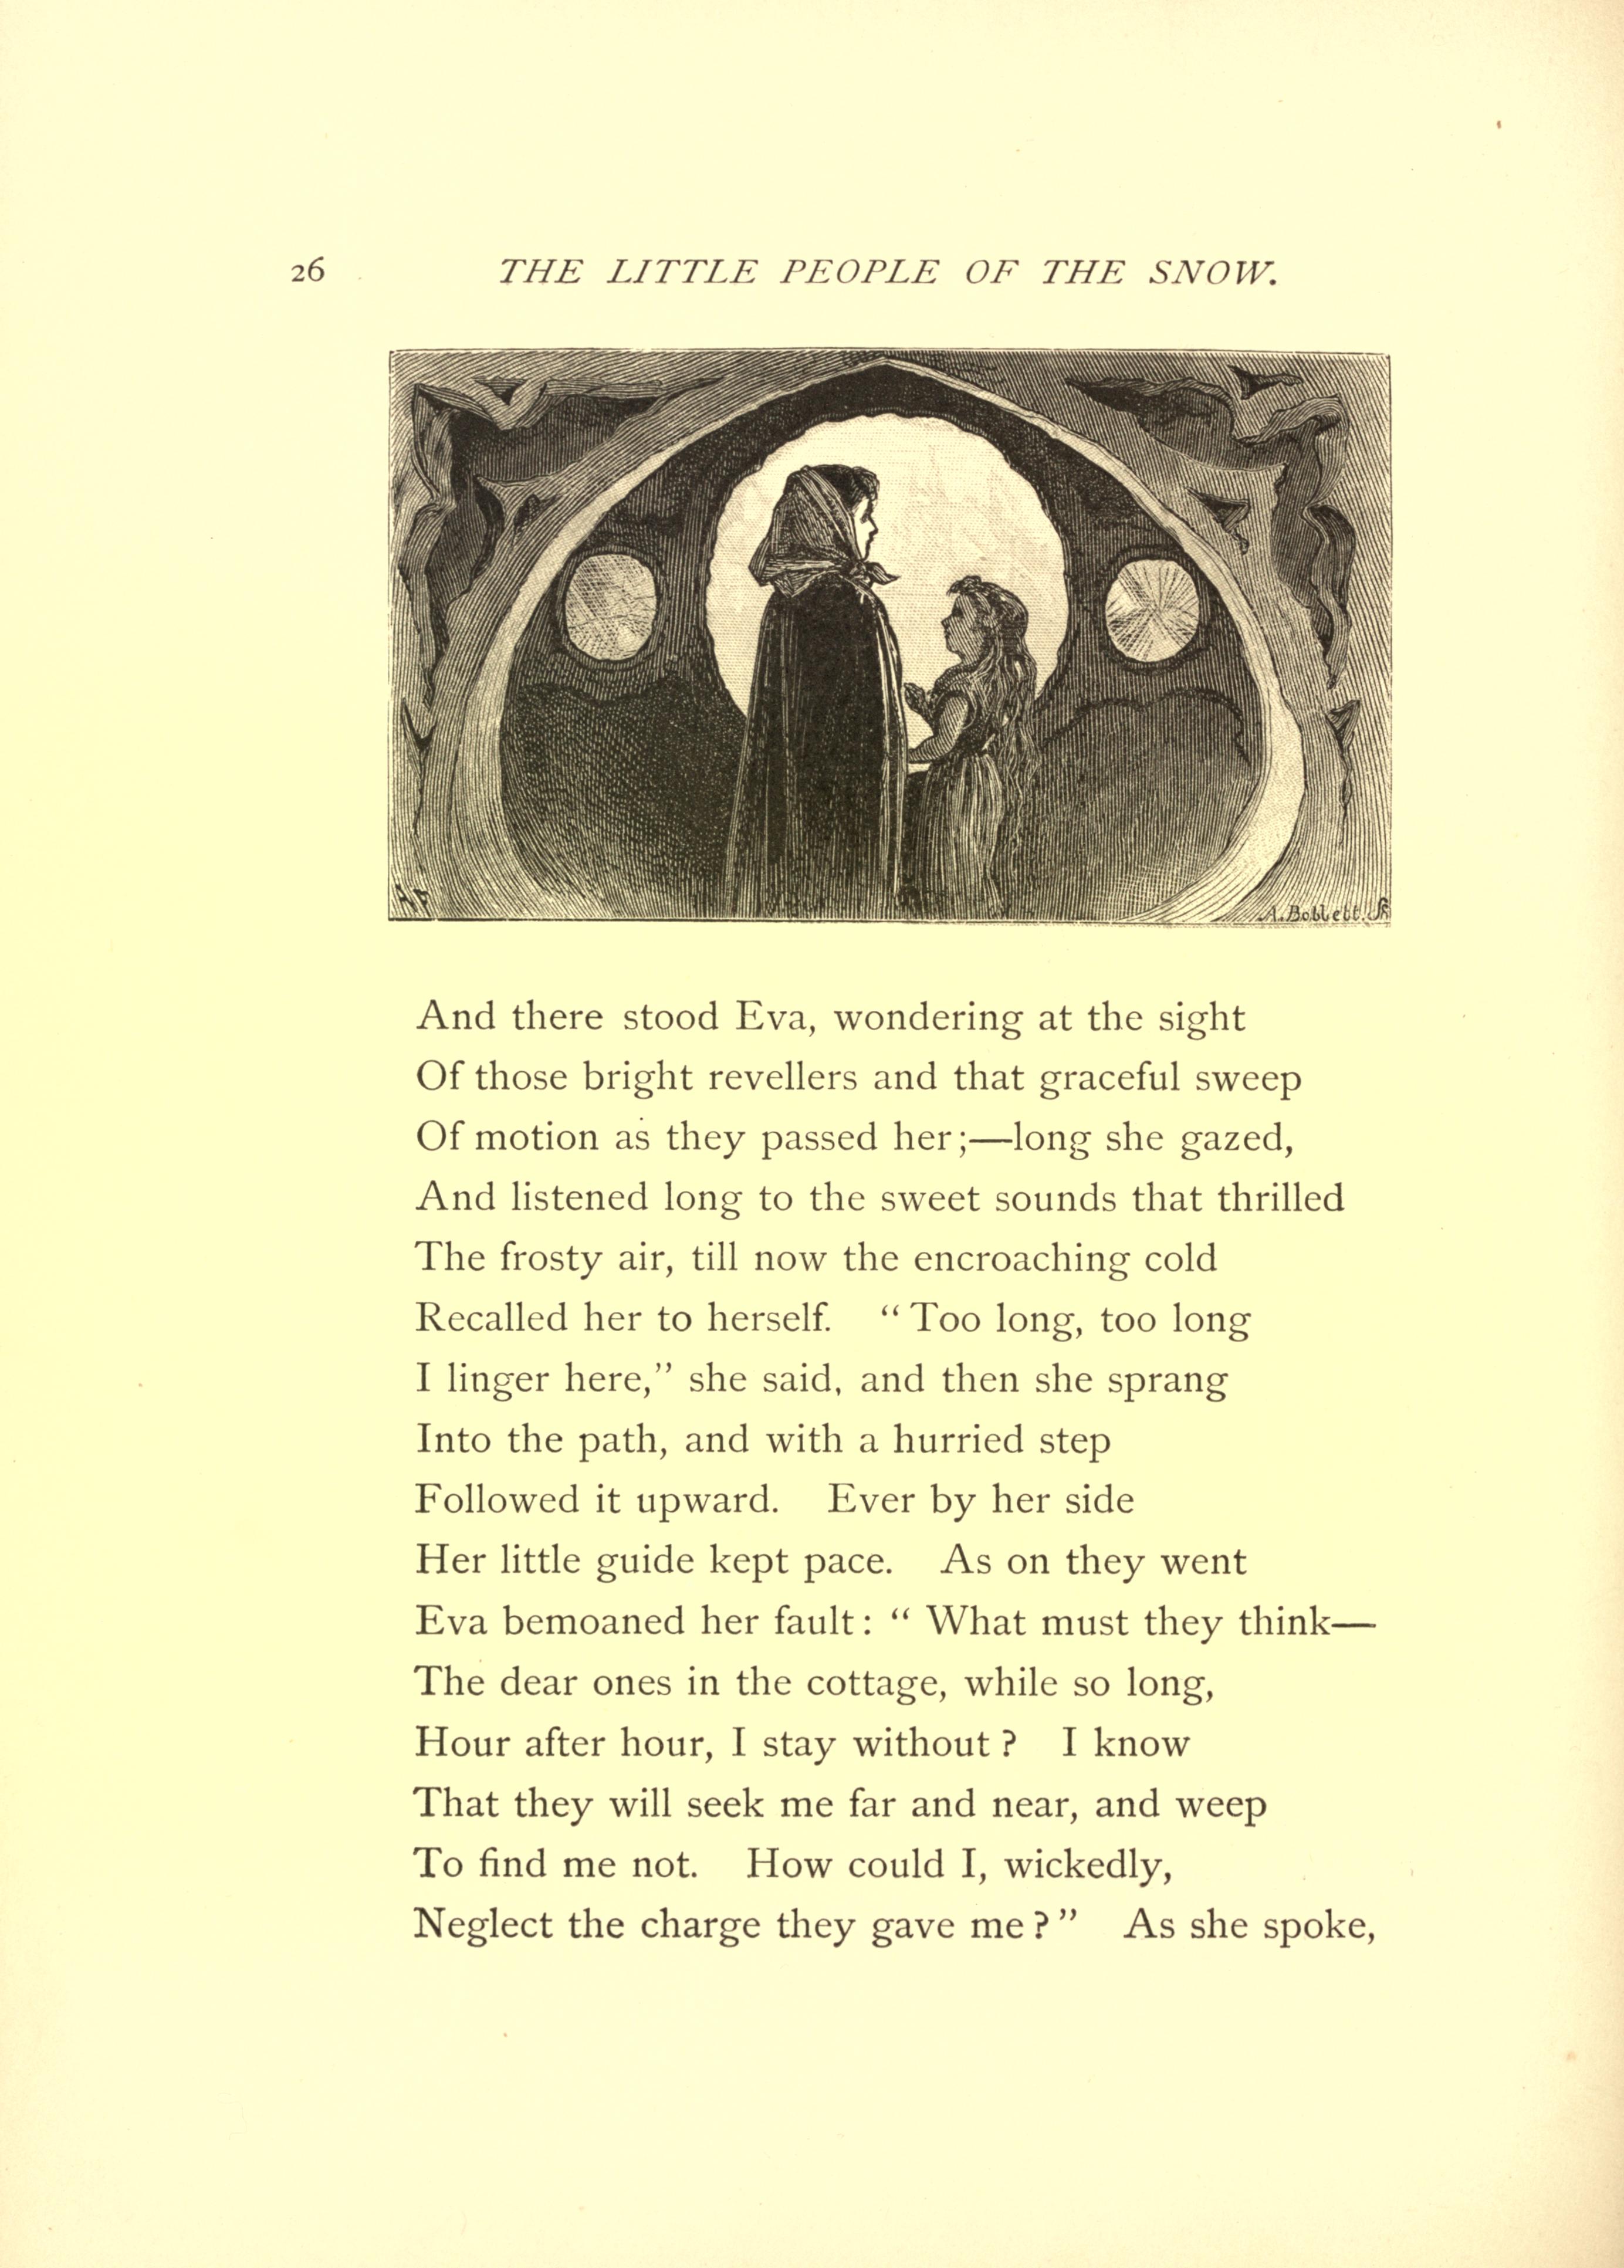 26 THE LITTLE PEOPLE OF THE SNOW.
A. Bobbett. Sc
And there stood Eva, wondering at the sight
Of those bright revellers and that graceful sweep
Of motion as they passed her;—long she gazed,
And listened long to the sweet sounds that thrilled
The frosty air, till now the encroaching cold
Recalled her to herself. “Too long, too long
I linger here,” she said, and then she sprang
Into the path, and with a hurried step
Followed it upward. Ever by her side
Her little guide kept pace. As on they went
Eva bemoaned her fault: “What must they think—
The dear ones in the cottage, while so long,
Hour after hour, I stay without? I know
That they will seek me far and near, and weep
To find me not. How could I, wickedly,
Neglect the charge they gave me?” As she spoke,